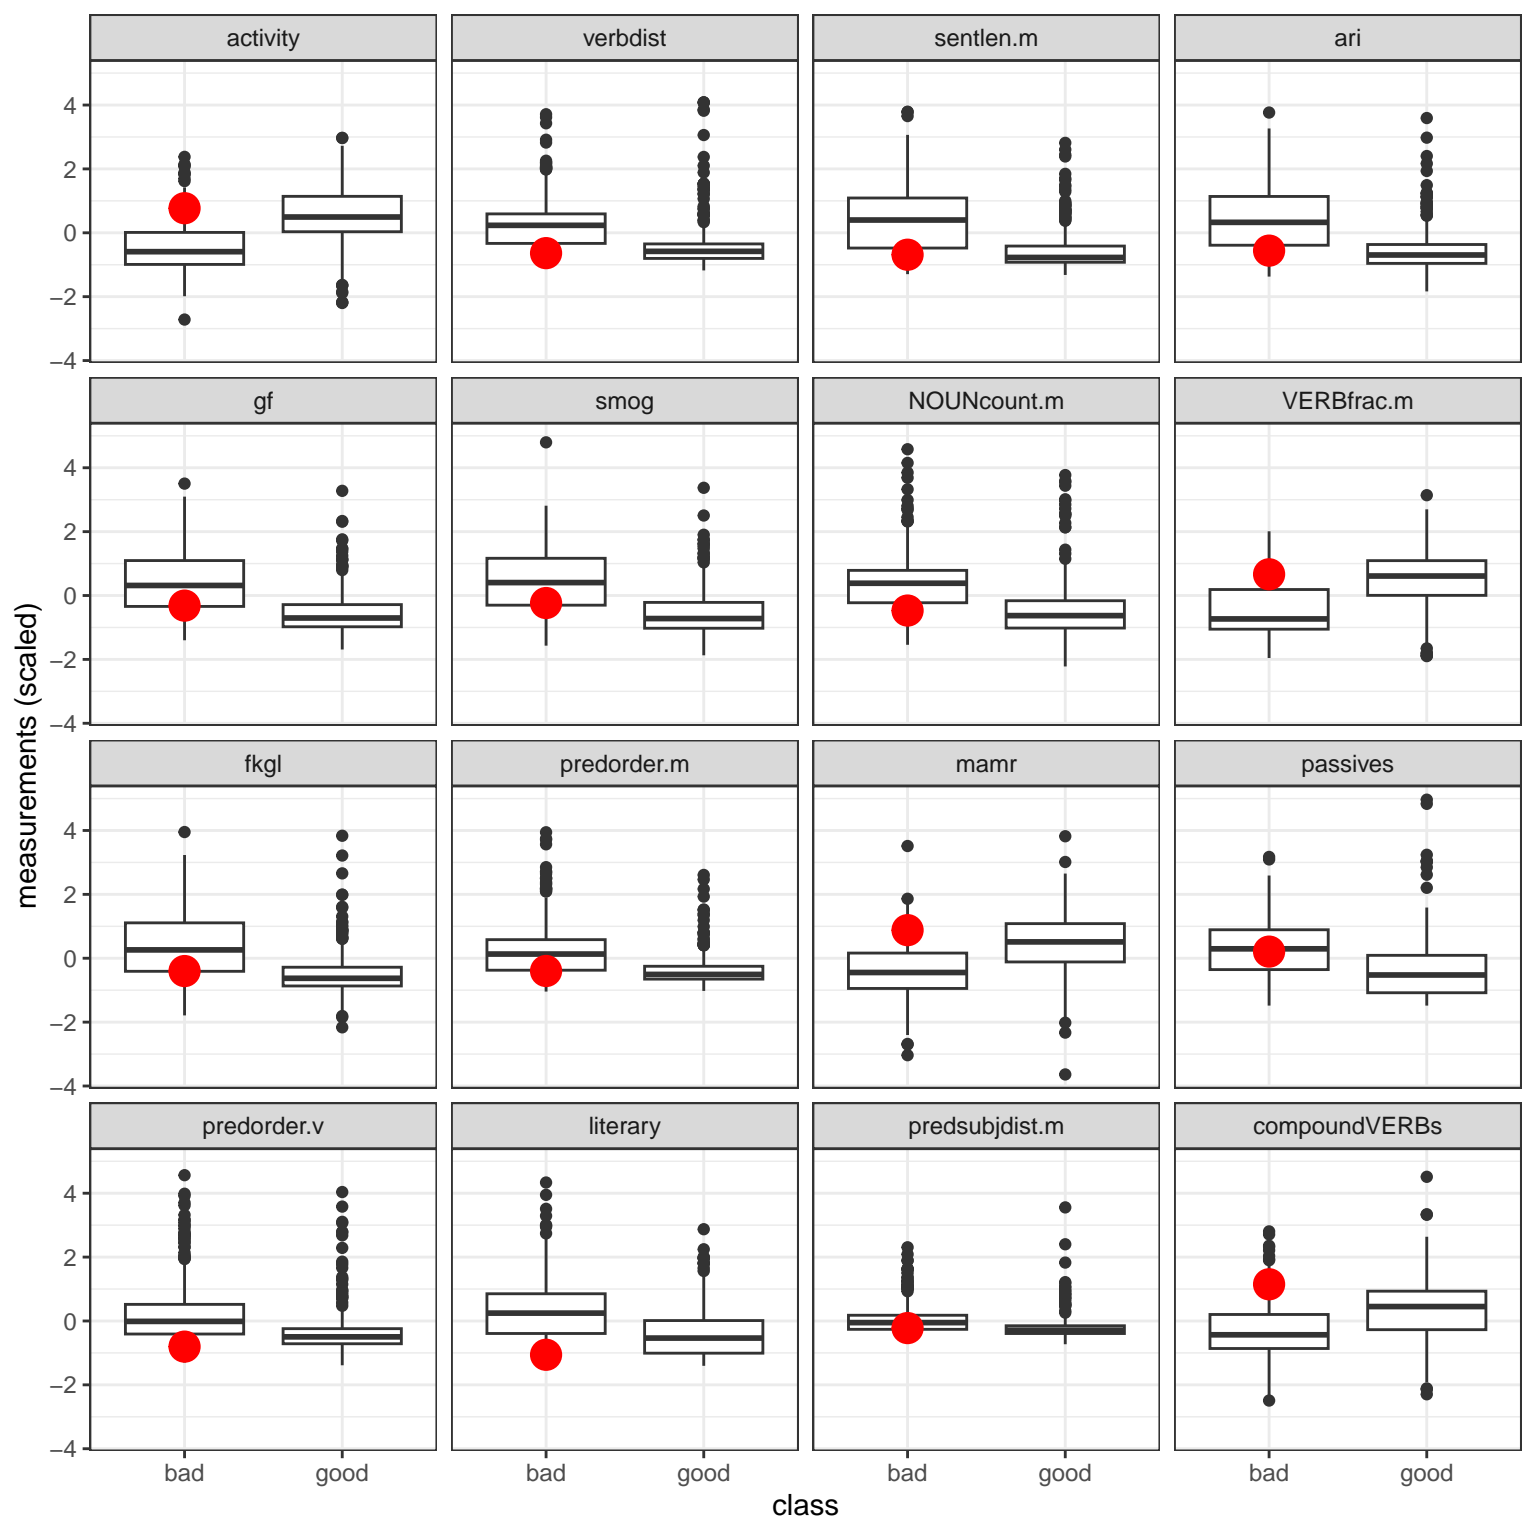 activity verbdist sentlen.m ari
4
2
0
−2
−4
gf smog NOUNcount.m VERBfrac.m
4
2
0
−2
−4
measurements (scaled)
fkgl predorder.m mamr passives
4
2
0
−2
−4
predorder.v literary predsubjdist.m compoundVERBs
4
2
0
−2
−4
bad good bad good bad good bad good
class